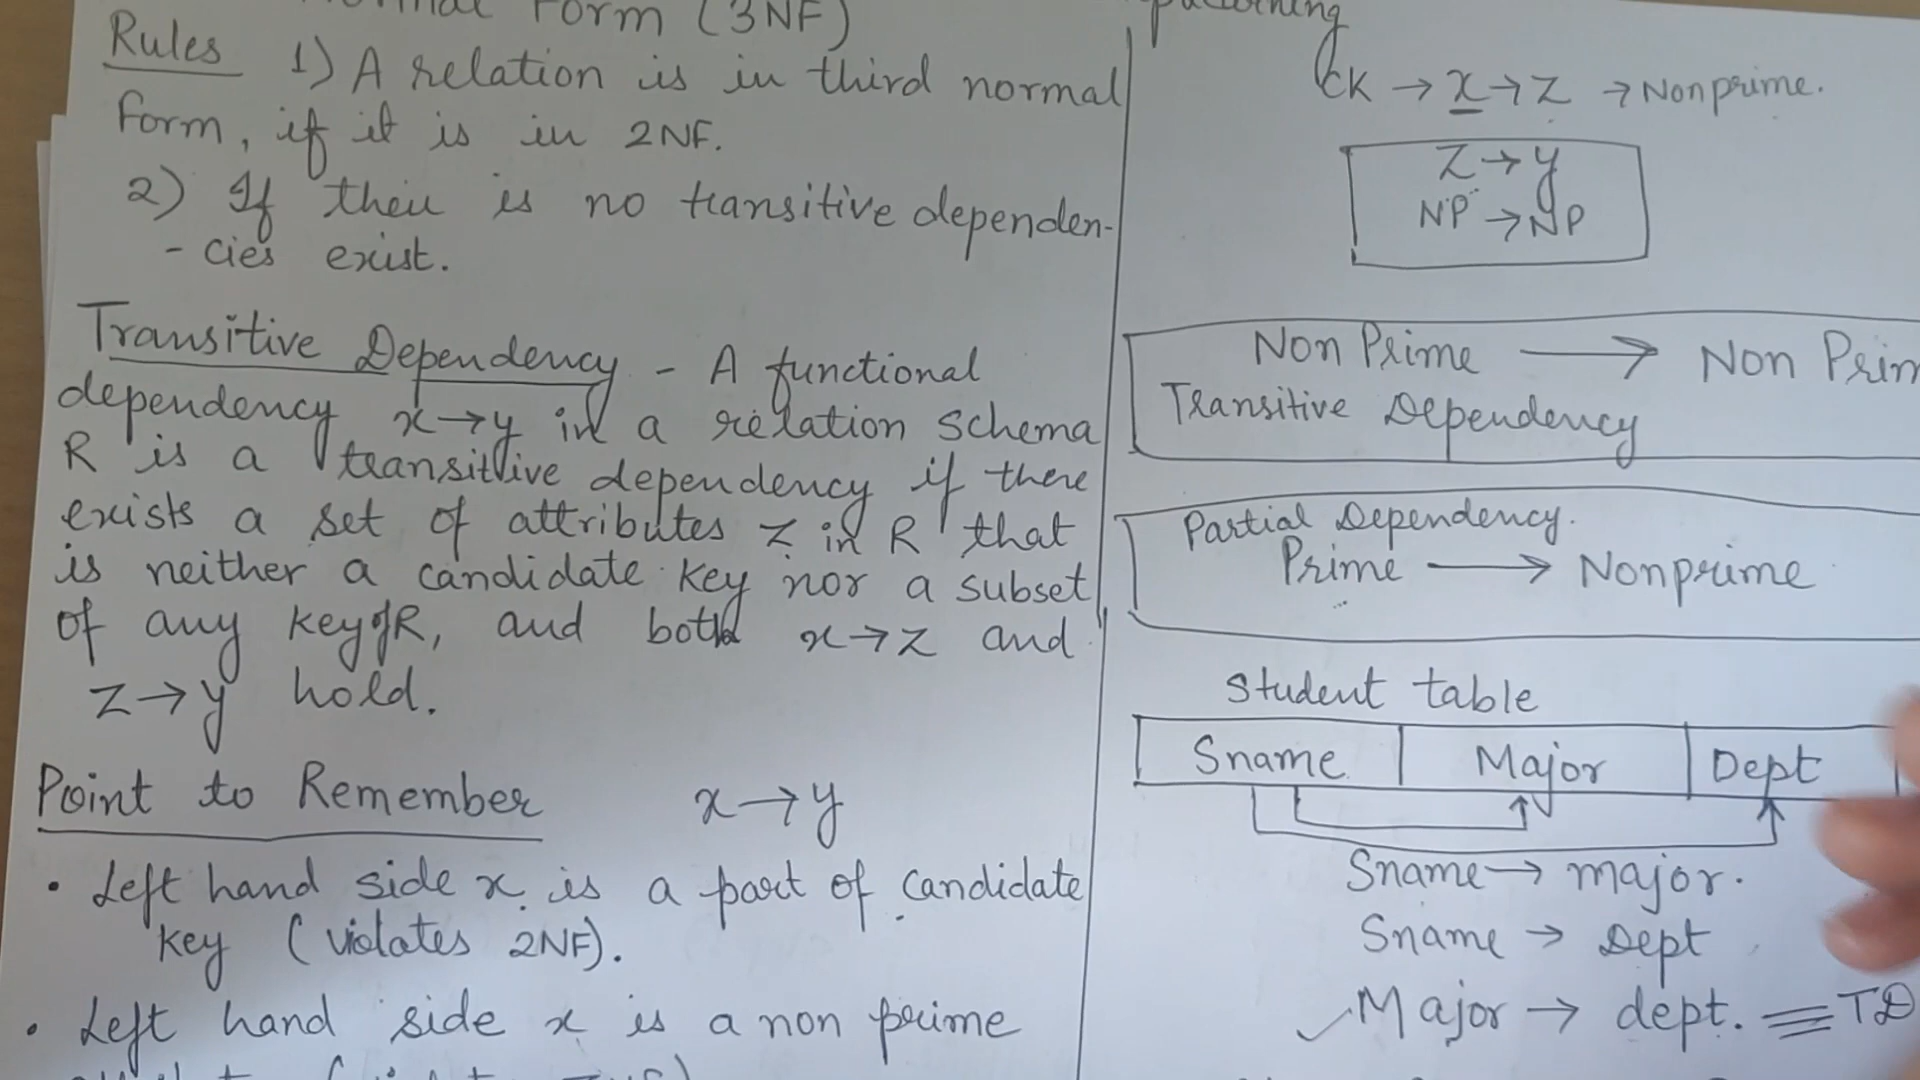 Form (3NF)
Rules 1) A relation is in third normal
Form, if it is in 2NF.
2) If their is no transitive dependen-
- cies exist.
Transitive Dependency - A functional
dependency x→y in a relation schema
R is a transitive dependency if there
exists a set of attributes Z in R that
is neither a candidate key nor a subset
of any key of R, and both x→z and
z→y hold.
Point to Remember x→y
• Left hand side x is a part of candidate
key (violates 2NF).
• Left hand side x is a non prime
CK → x→z → Nonprime.
Z→y
NP→NP
Non Prime → Non Prim
Transitive Dependency
Partial Dependency.
Prime → Nonprime
Student table
Sname Major Dept
Sname→ major.
Sname → Dept
✓Major → dept. = TD